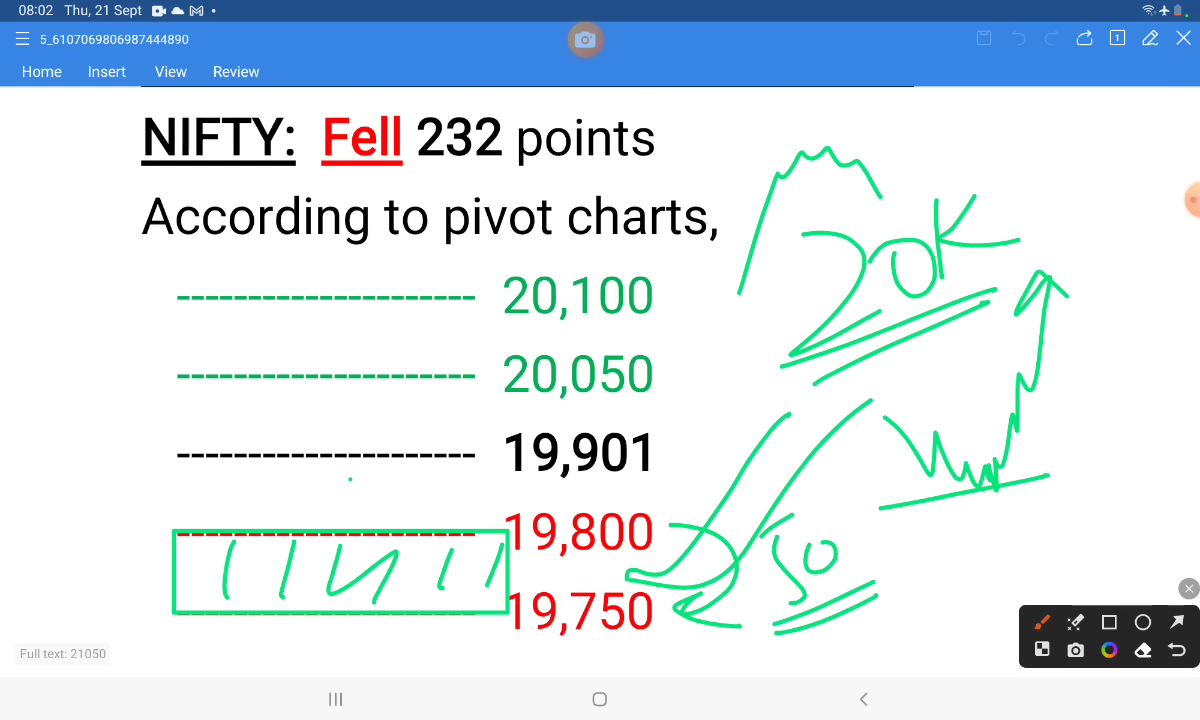 08:02 Thu, 21 Sept
5_6107069806987444890
1
Home Insert View Review
NIFTY: Fell 232 points
According to pivot charts,
20K
--------------------- 20,100
--------------------- 20,050
--------------------- 19,901
--------------------- 19,800
50
--------------------- 19,750
Full text: 21050